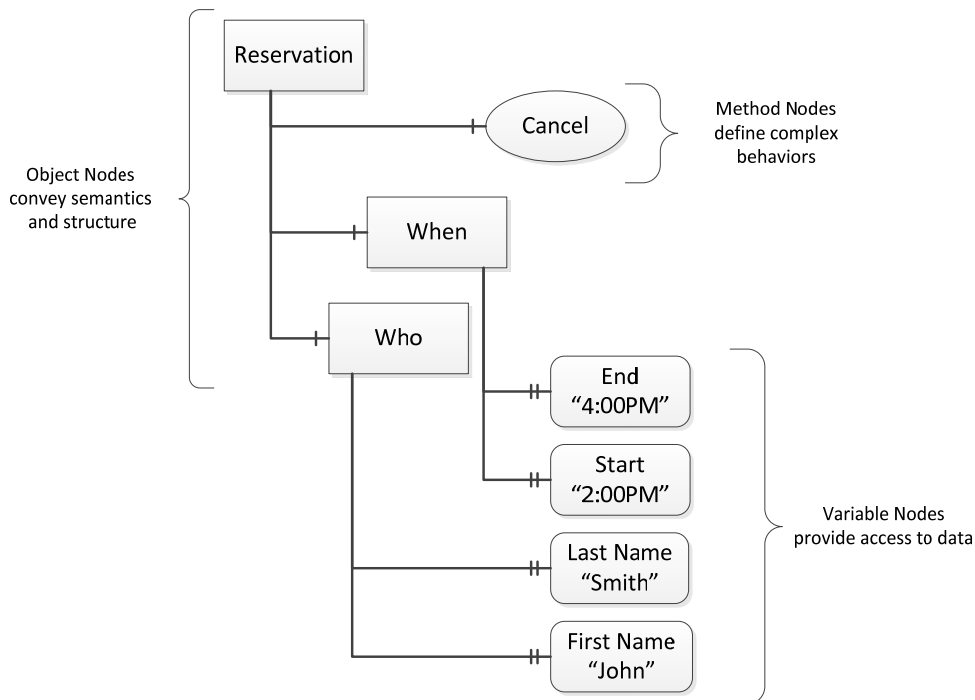 Reservation
Cancel
Method Nodes
define complex
behaviors
Object Nodes
convey semantics
and structure
When
Who
End
“4:00PM”
Start
“2:00PM”
Variable Nodes
provide access to data
Last Name
“Smith”
First Name
“John”